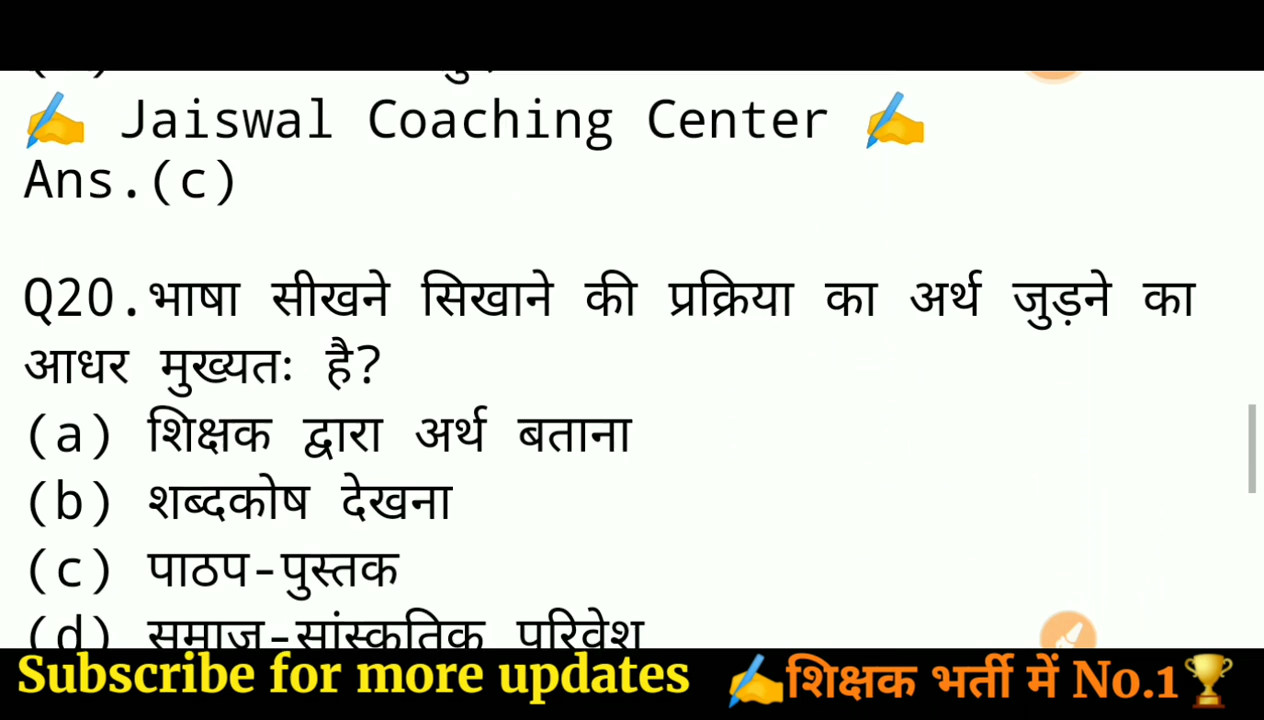 ✍️ Jaiswal Coaching Center ✍️
Ans.(c)
Q20.भाषा सीखने सिखाने की प्रक्रिया का अर्थ जुड़ने का
आधर मुख्यतः है?
(a) शिक्षक द्वारा अर्थ बताना
(b) शब्दकोष देखना
(c) पाठप-पुस्तक
(d) समाज-सांस्कृतिक परिवेश
Subscribe for more updates ✍️शिक्षक भर्ती में No.1🏆